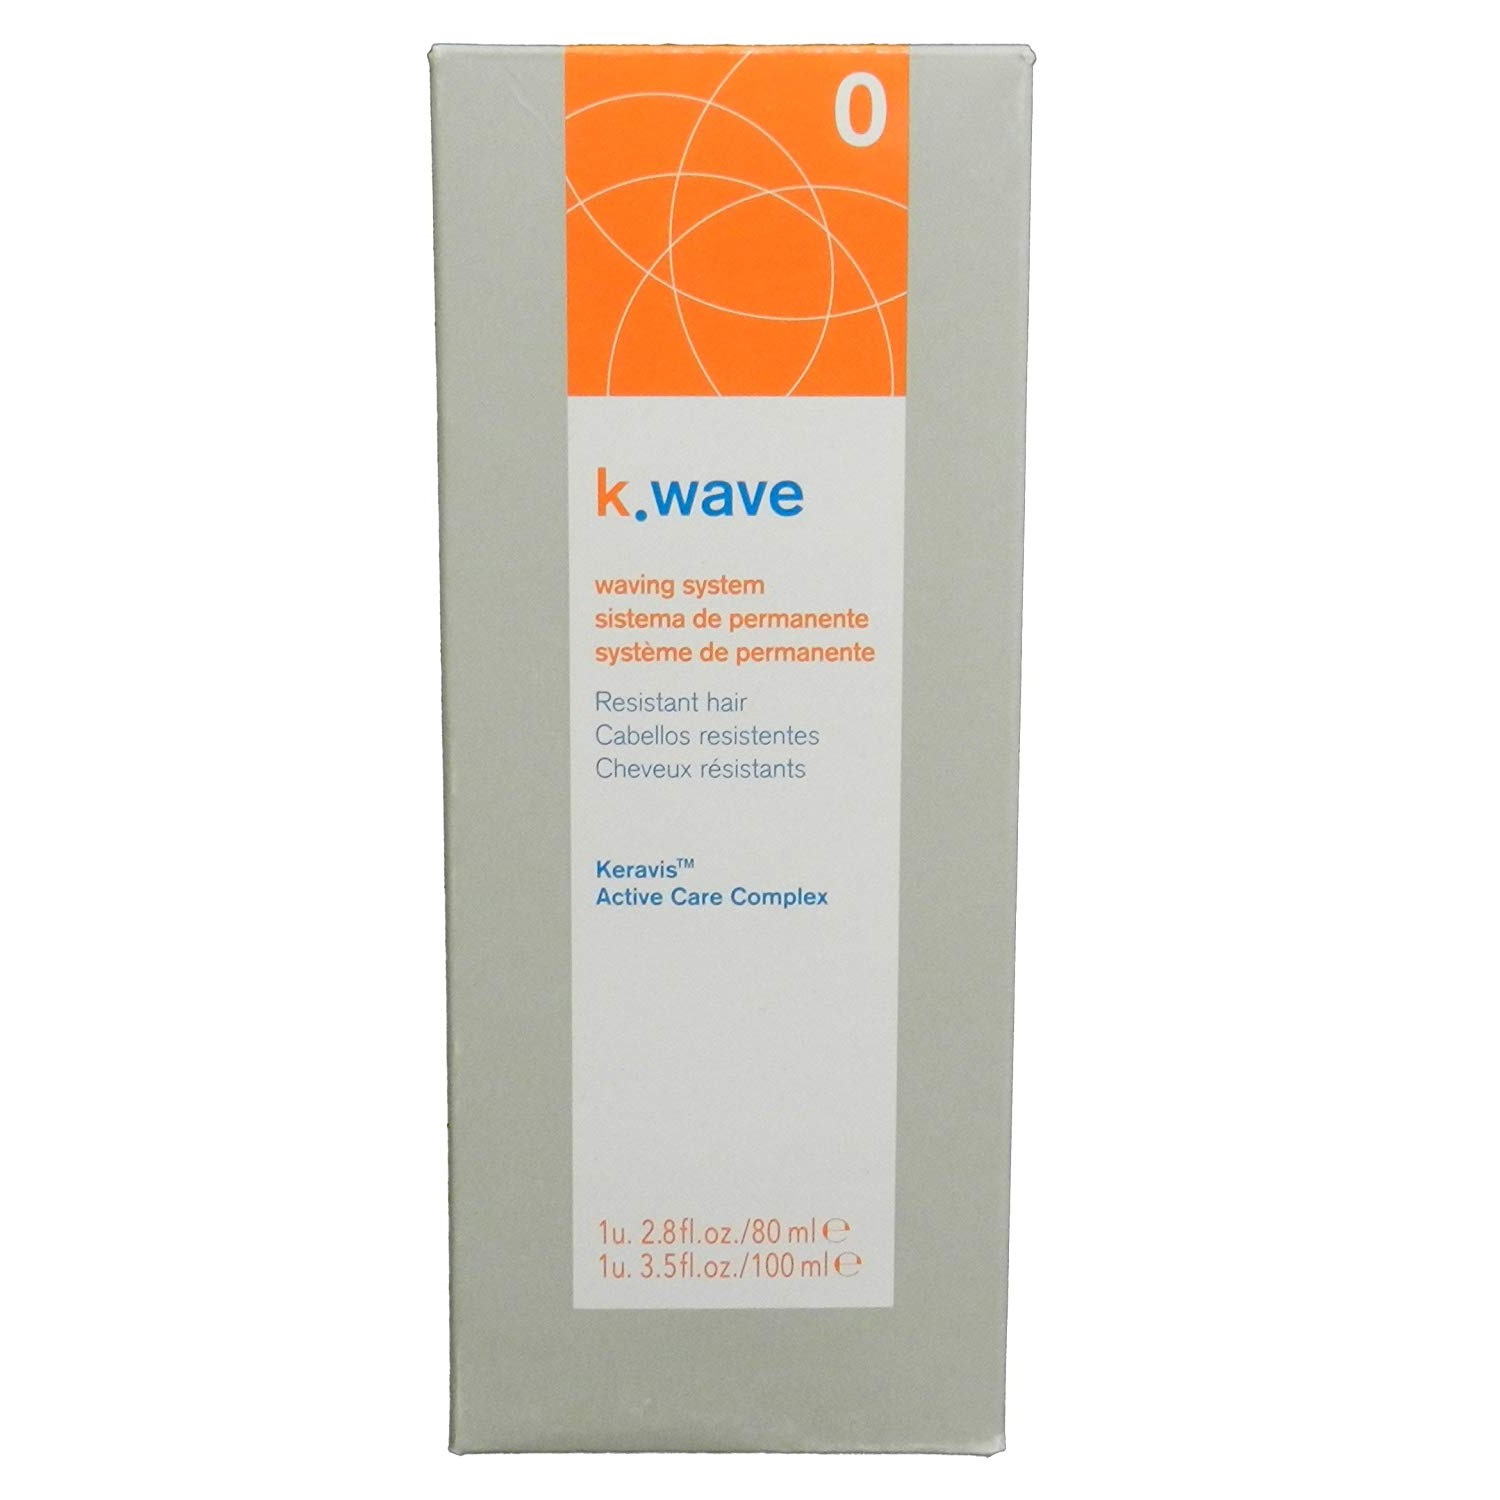 0
k.wave
waving system
sistema de permanente
système de permanente
Resistant hair
Cabellos resistentes
Cheveux résistants
Keravis™
Active Care Complex
1u. 2.8fl.oz./80 ml ℮
1u. 3.5fl.oz./100 ml ℮